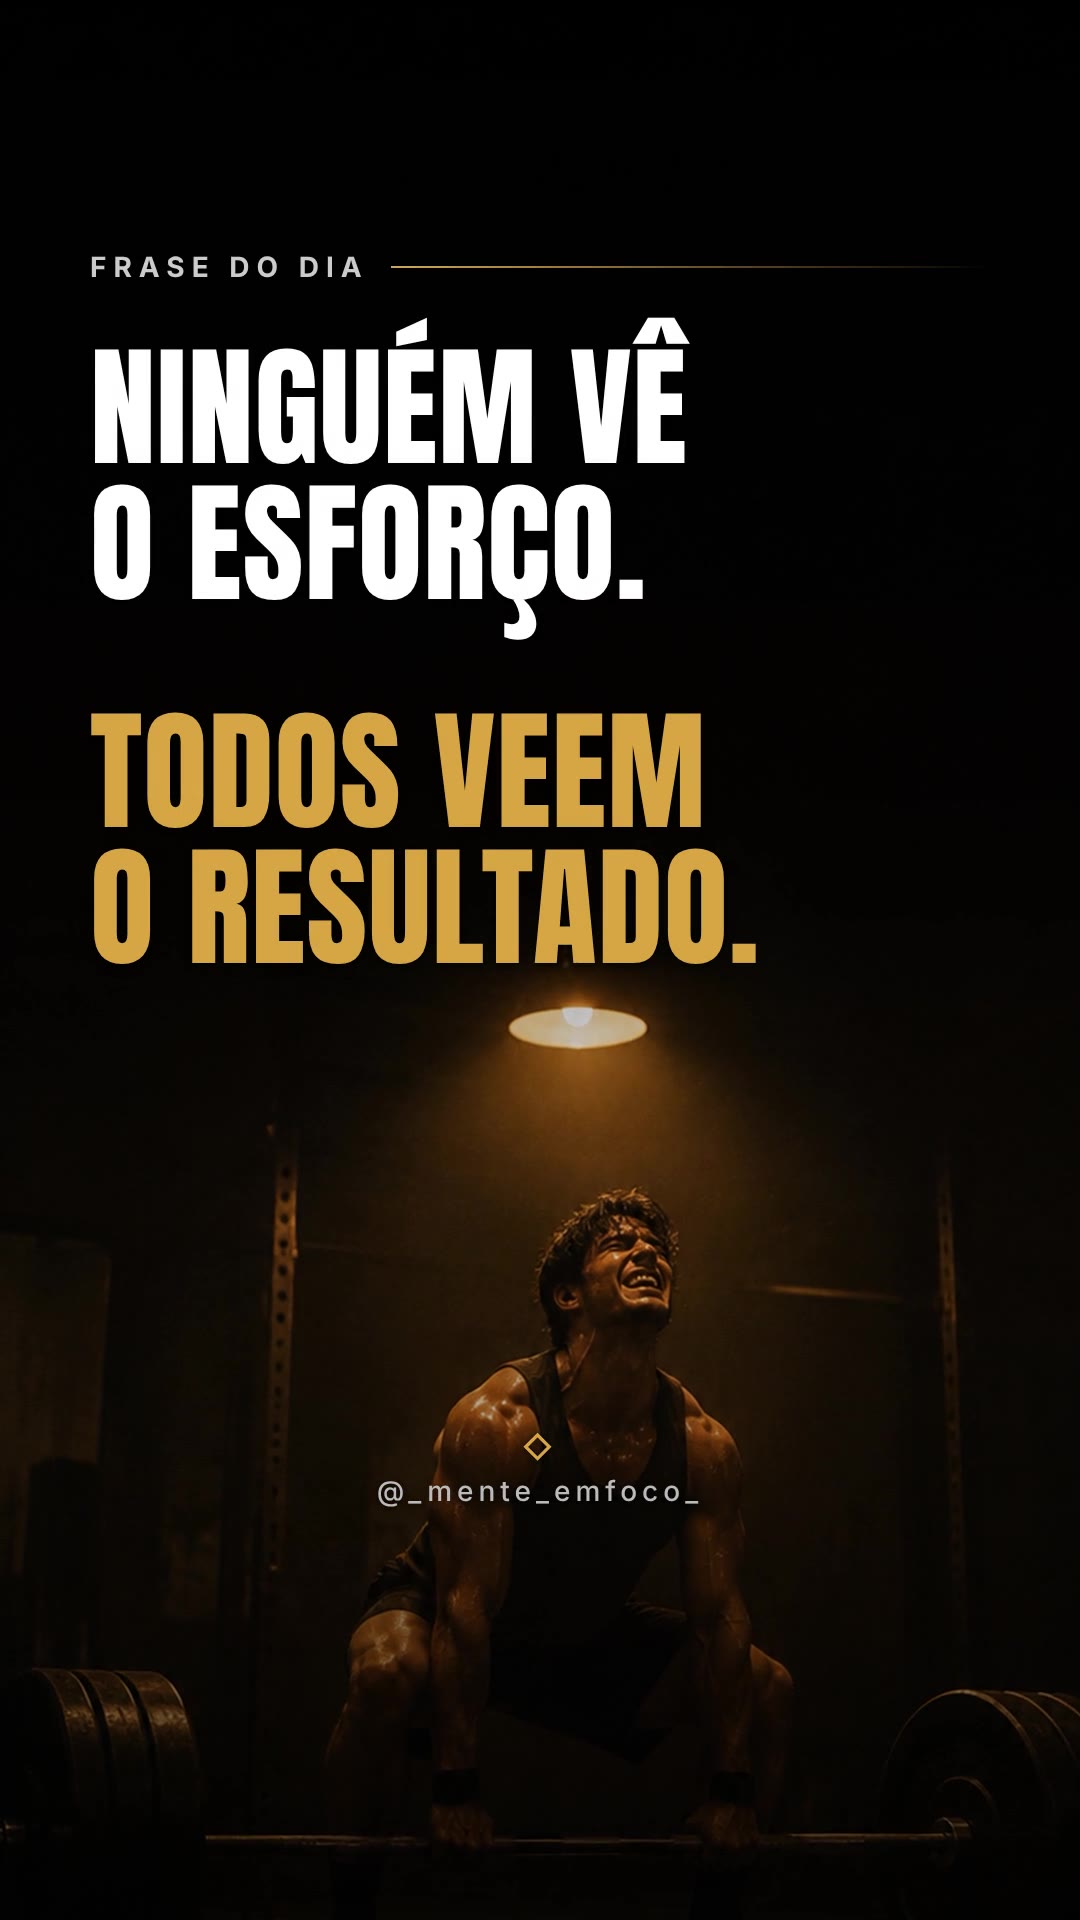 FRASE DO DIA
NINGUÉM VÊ
O ESFORÇO.
TODOS VEEM
O RESULTADO.
@_mente_emfoco_